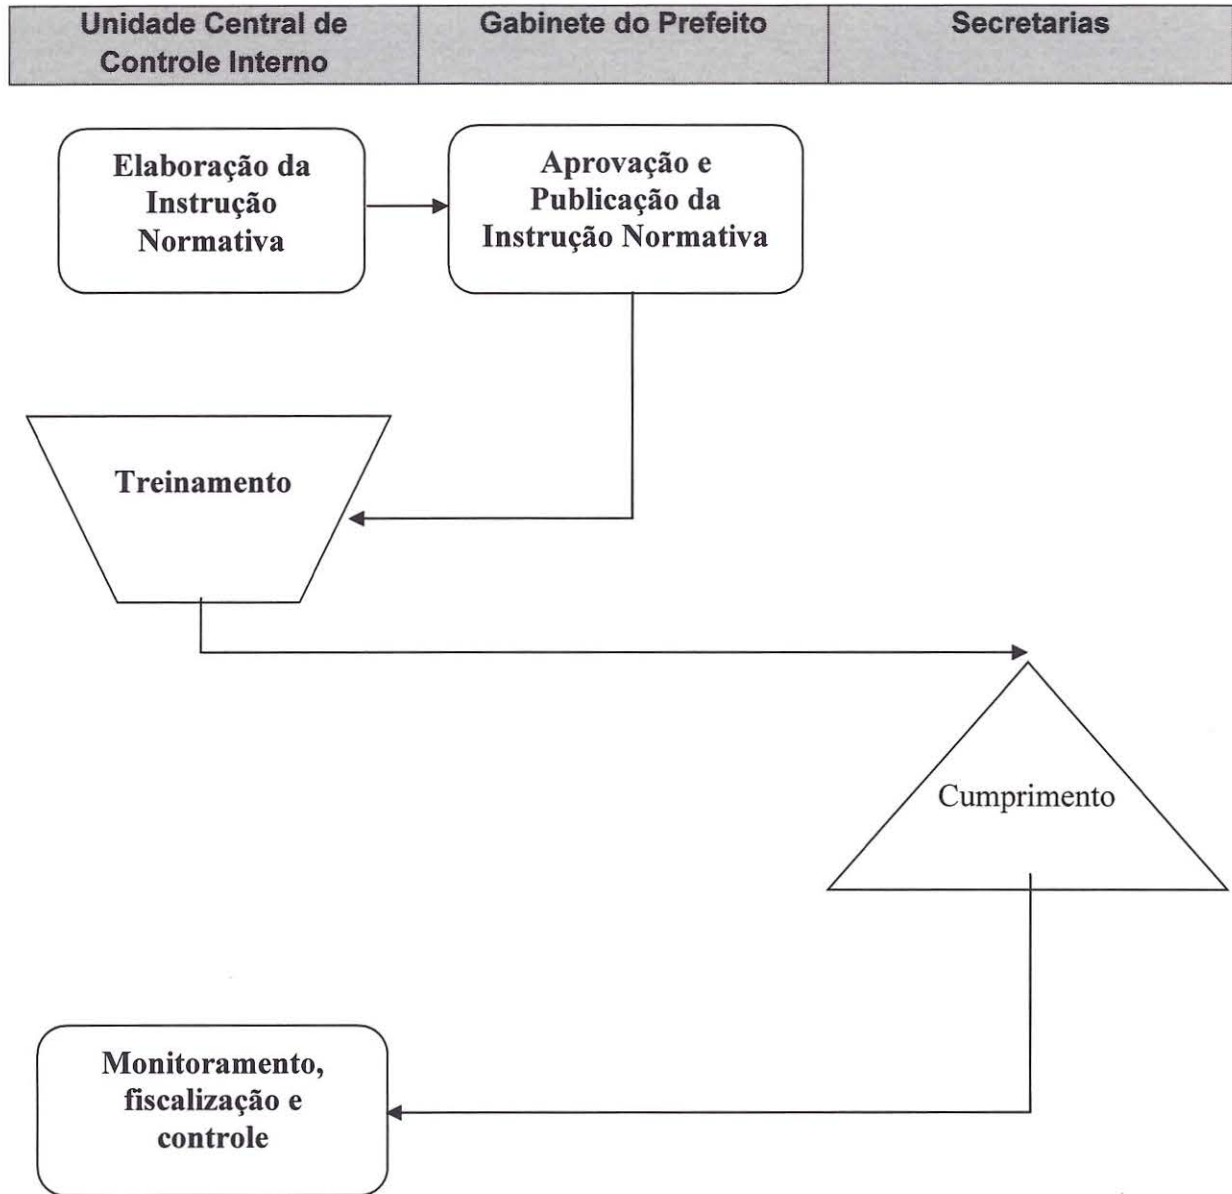 Unidade Central de
Controle Interno
Gabinete do Prefeito
Secretarias
Elaboração da
Instrução
Normativa
Aprovação e
Publicação da
Instrução Normativa
Treinamento
Cumprimento
Monitoramento,
fiscalização e
controle